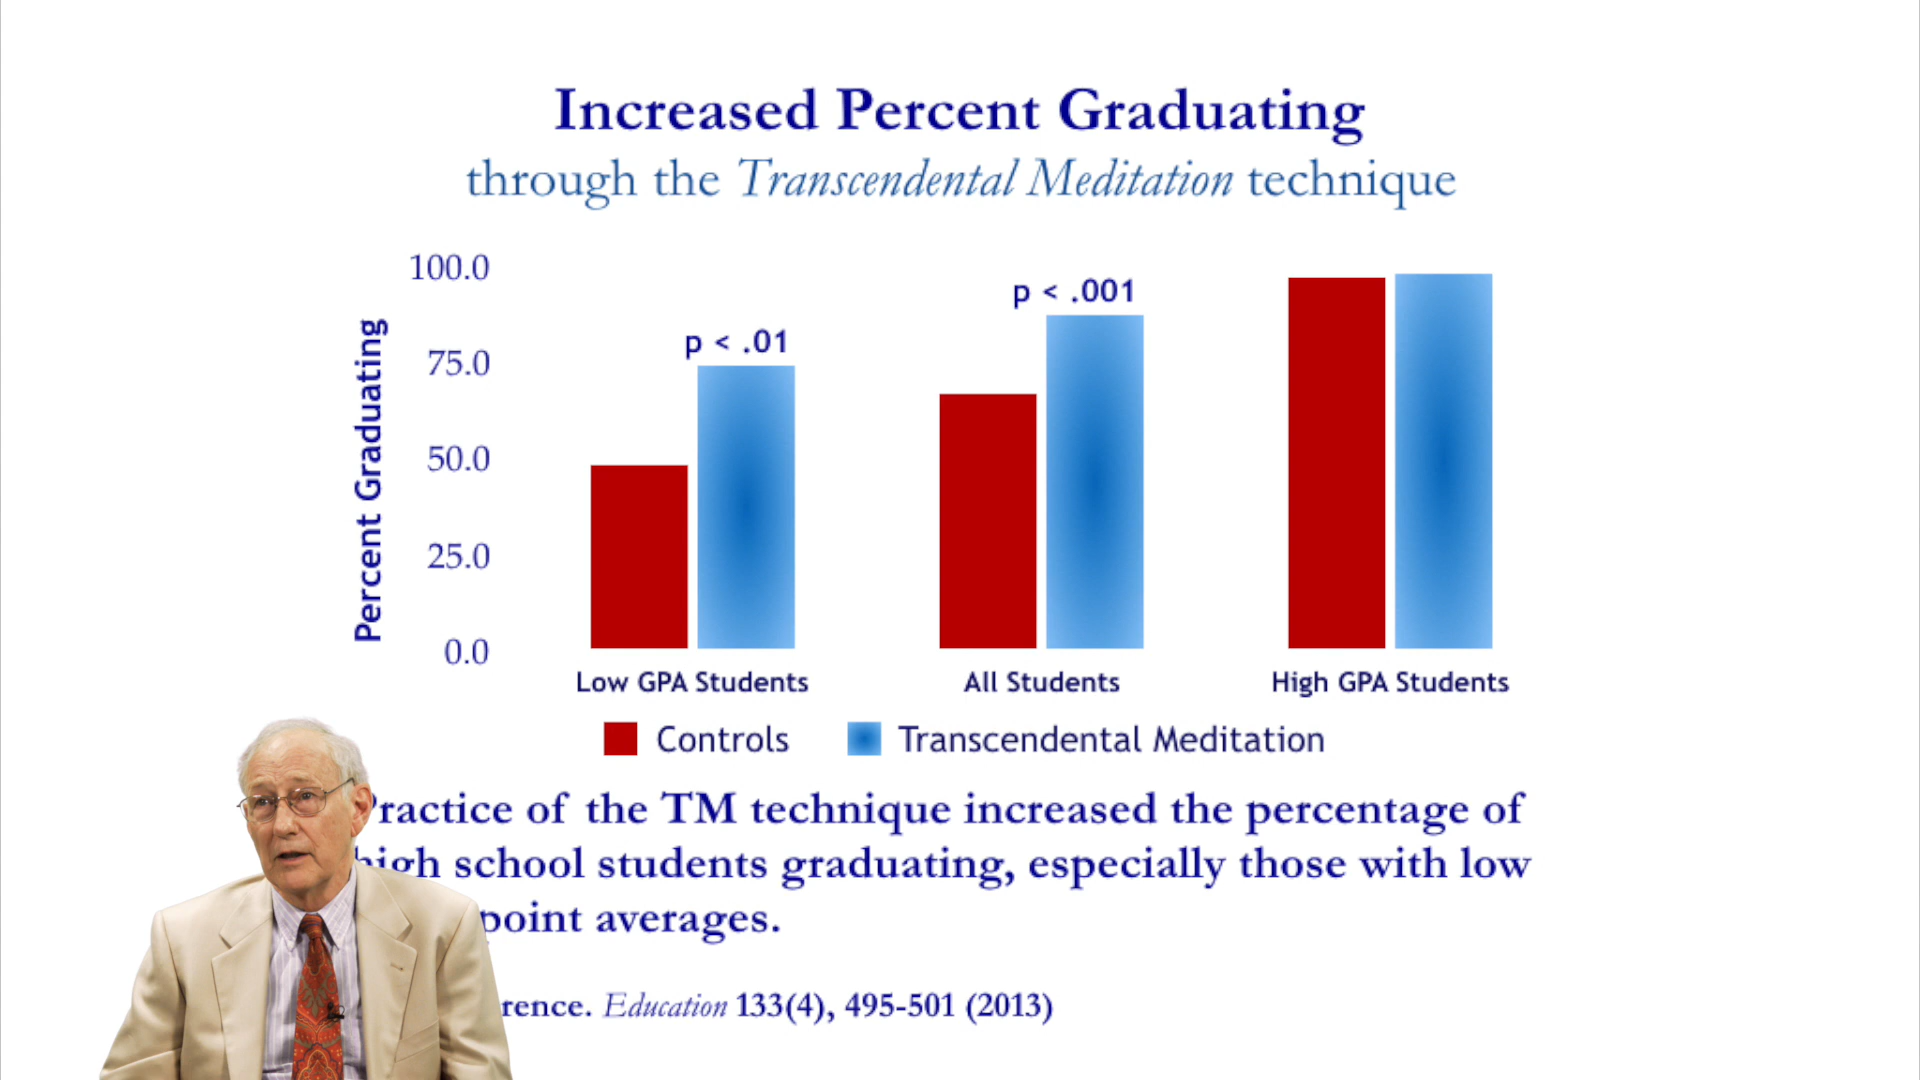 Increased Percent Graduating
through the Transcendental Meditation technique
Percent Graduating
100.0
75.0
50.0
25.0
0.0
p < .01
p < .001
Low GPA Students
All Students
High GPA Students
Controls
Transcendental Meditation
Practice of the TM technique increased the percentage of
high school students graduating, especially those with low
point averages.
Education 133(4), 495-501 (2013)